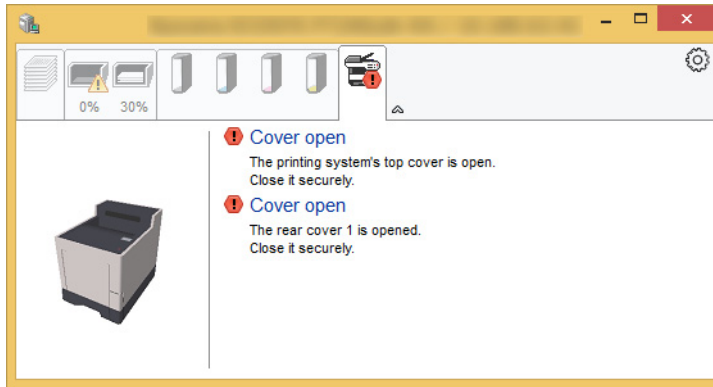 0% 30%
Cover open
The printing system's top cover is open.
Close it securely.
Cover open
The rear cover 1 is opened.
Close it securely.